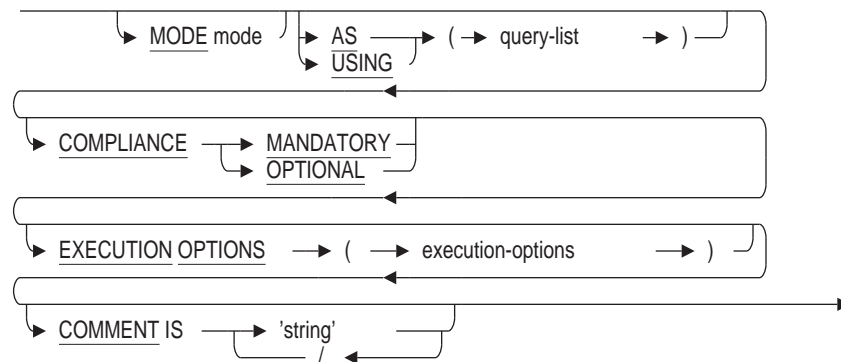 MODE mode AS ( query-list )
USING
COMPLIANCE MANDATORY
OPTIONAL
EXECUTION OPTIONS ( execution-options )
COMMENT IS 'string'
/